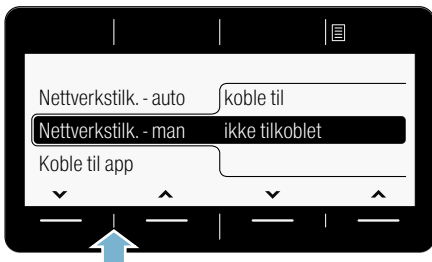 Nettverkstilk. - auto koble til
Nettverkstilk. - man ikke tilkoblet
Koble til app